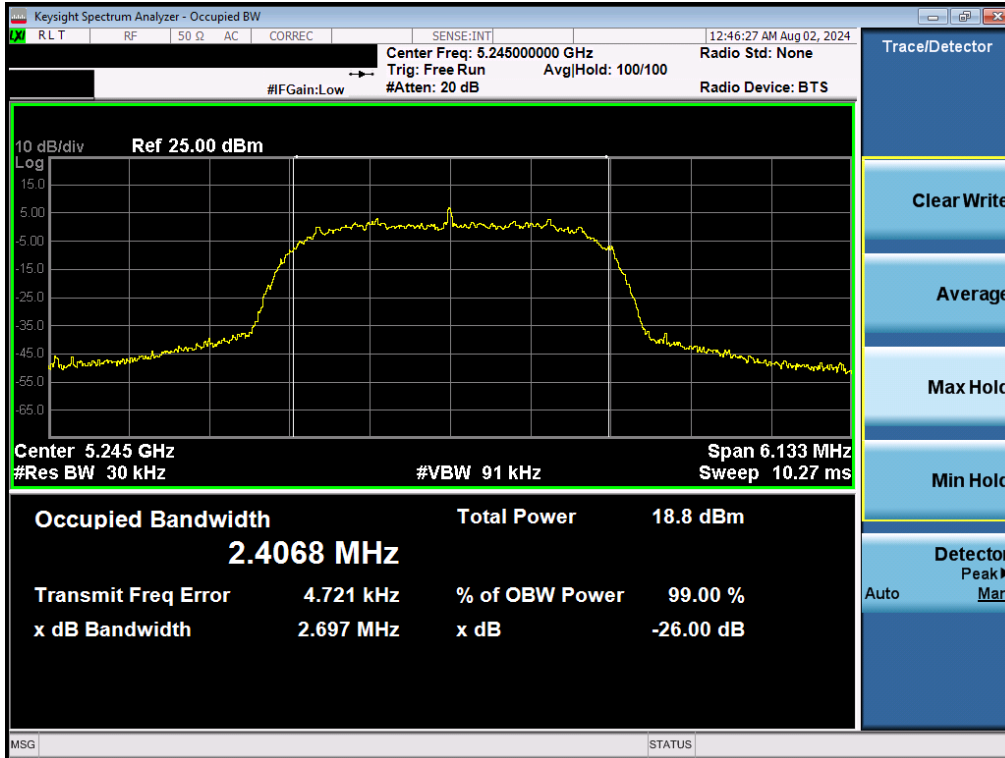 Keysight Spectrum Analyzer - Occupied BW
LXI RLT RF 50 Ω AC CORREC SENSE:INT 12:46:27 AM Aug 02, 2024
Center Freq: 5.245000000 GHz Radio Std: None
Trig: Free Run Avg|Hold: 100/100
#IFGain:Low #Atten: 20 dB Radio Device: BTS
10 dB/div Ref 25.00 dBm
Log
15.0
5.00
-5.00
-15.0
-25.0
-35.0
-45.0
-55.0
-65.0
Center 5.245 GHz Span 6.133 MHz
#Res BW 30 kHz #VBW 91 kHz Sweep 10.27 ms
Occupied Bandwidth Total Power 18.8 dBm
2.4068 MHz
Transmit Freq Error 4.721 kHz % of OBW Power 99.00 %
x dB Bandwidth 2.697 MHz x dB -26.00 dB
MSG STATUS
Trace/Detector
Clear Write
Average
Max Hold
Min Hold
Detector
Peak▶
Auto Man